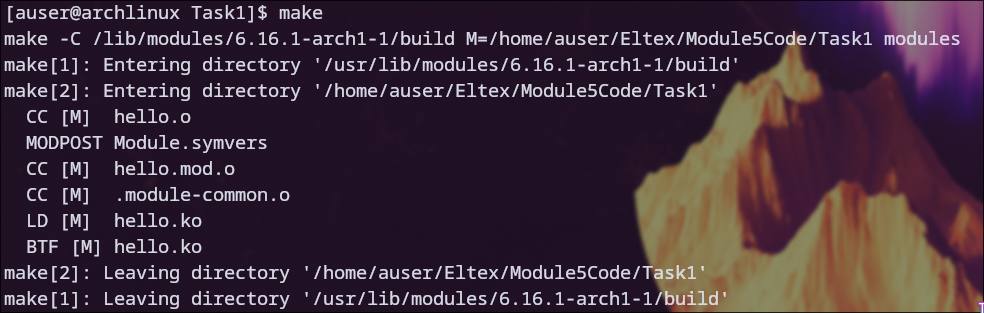 [auser@archlinux Task1]$ make
make -C /lib/modules/6.16.1-arch1-1/build M=/home/auser/Eltex/Module5Code/Task1 modules
make[1]: Entering directory '/usr/lib/modules/6.16.1-arch1-1/build'
make[2]: Entering directory '/home/auser/Eltex/Module5Code/Task1'
  CC [M]  hello.o
  MODPOST Module.symvers
  CC [M]  hello.mod.o
  CC [M]  .module-common.o
  LD [M]  hello.ko
  BTF [M] hello.ko
make[2]: Leaving directory '/home/auser/Eltex/Module5Code/Task1'
make[1]: Leaving directory '/usr/lib/modules/6.16.1-arch1-1/build'